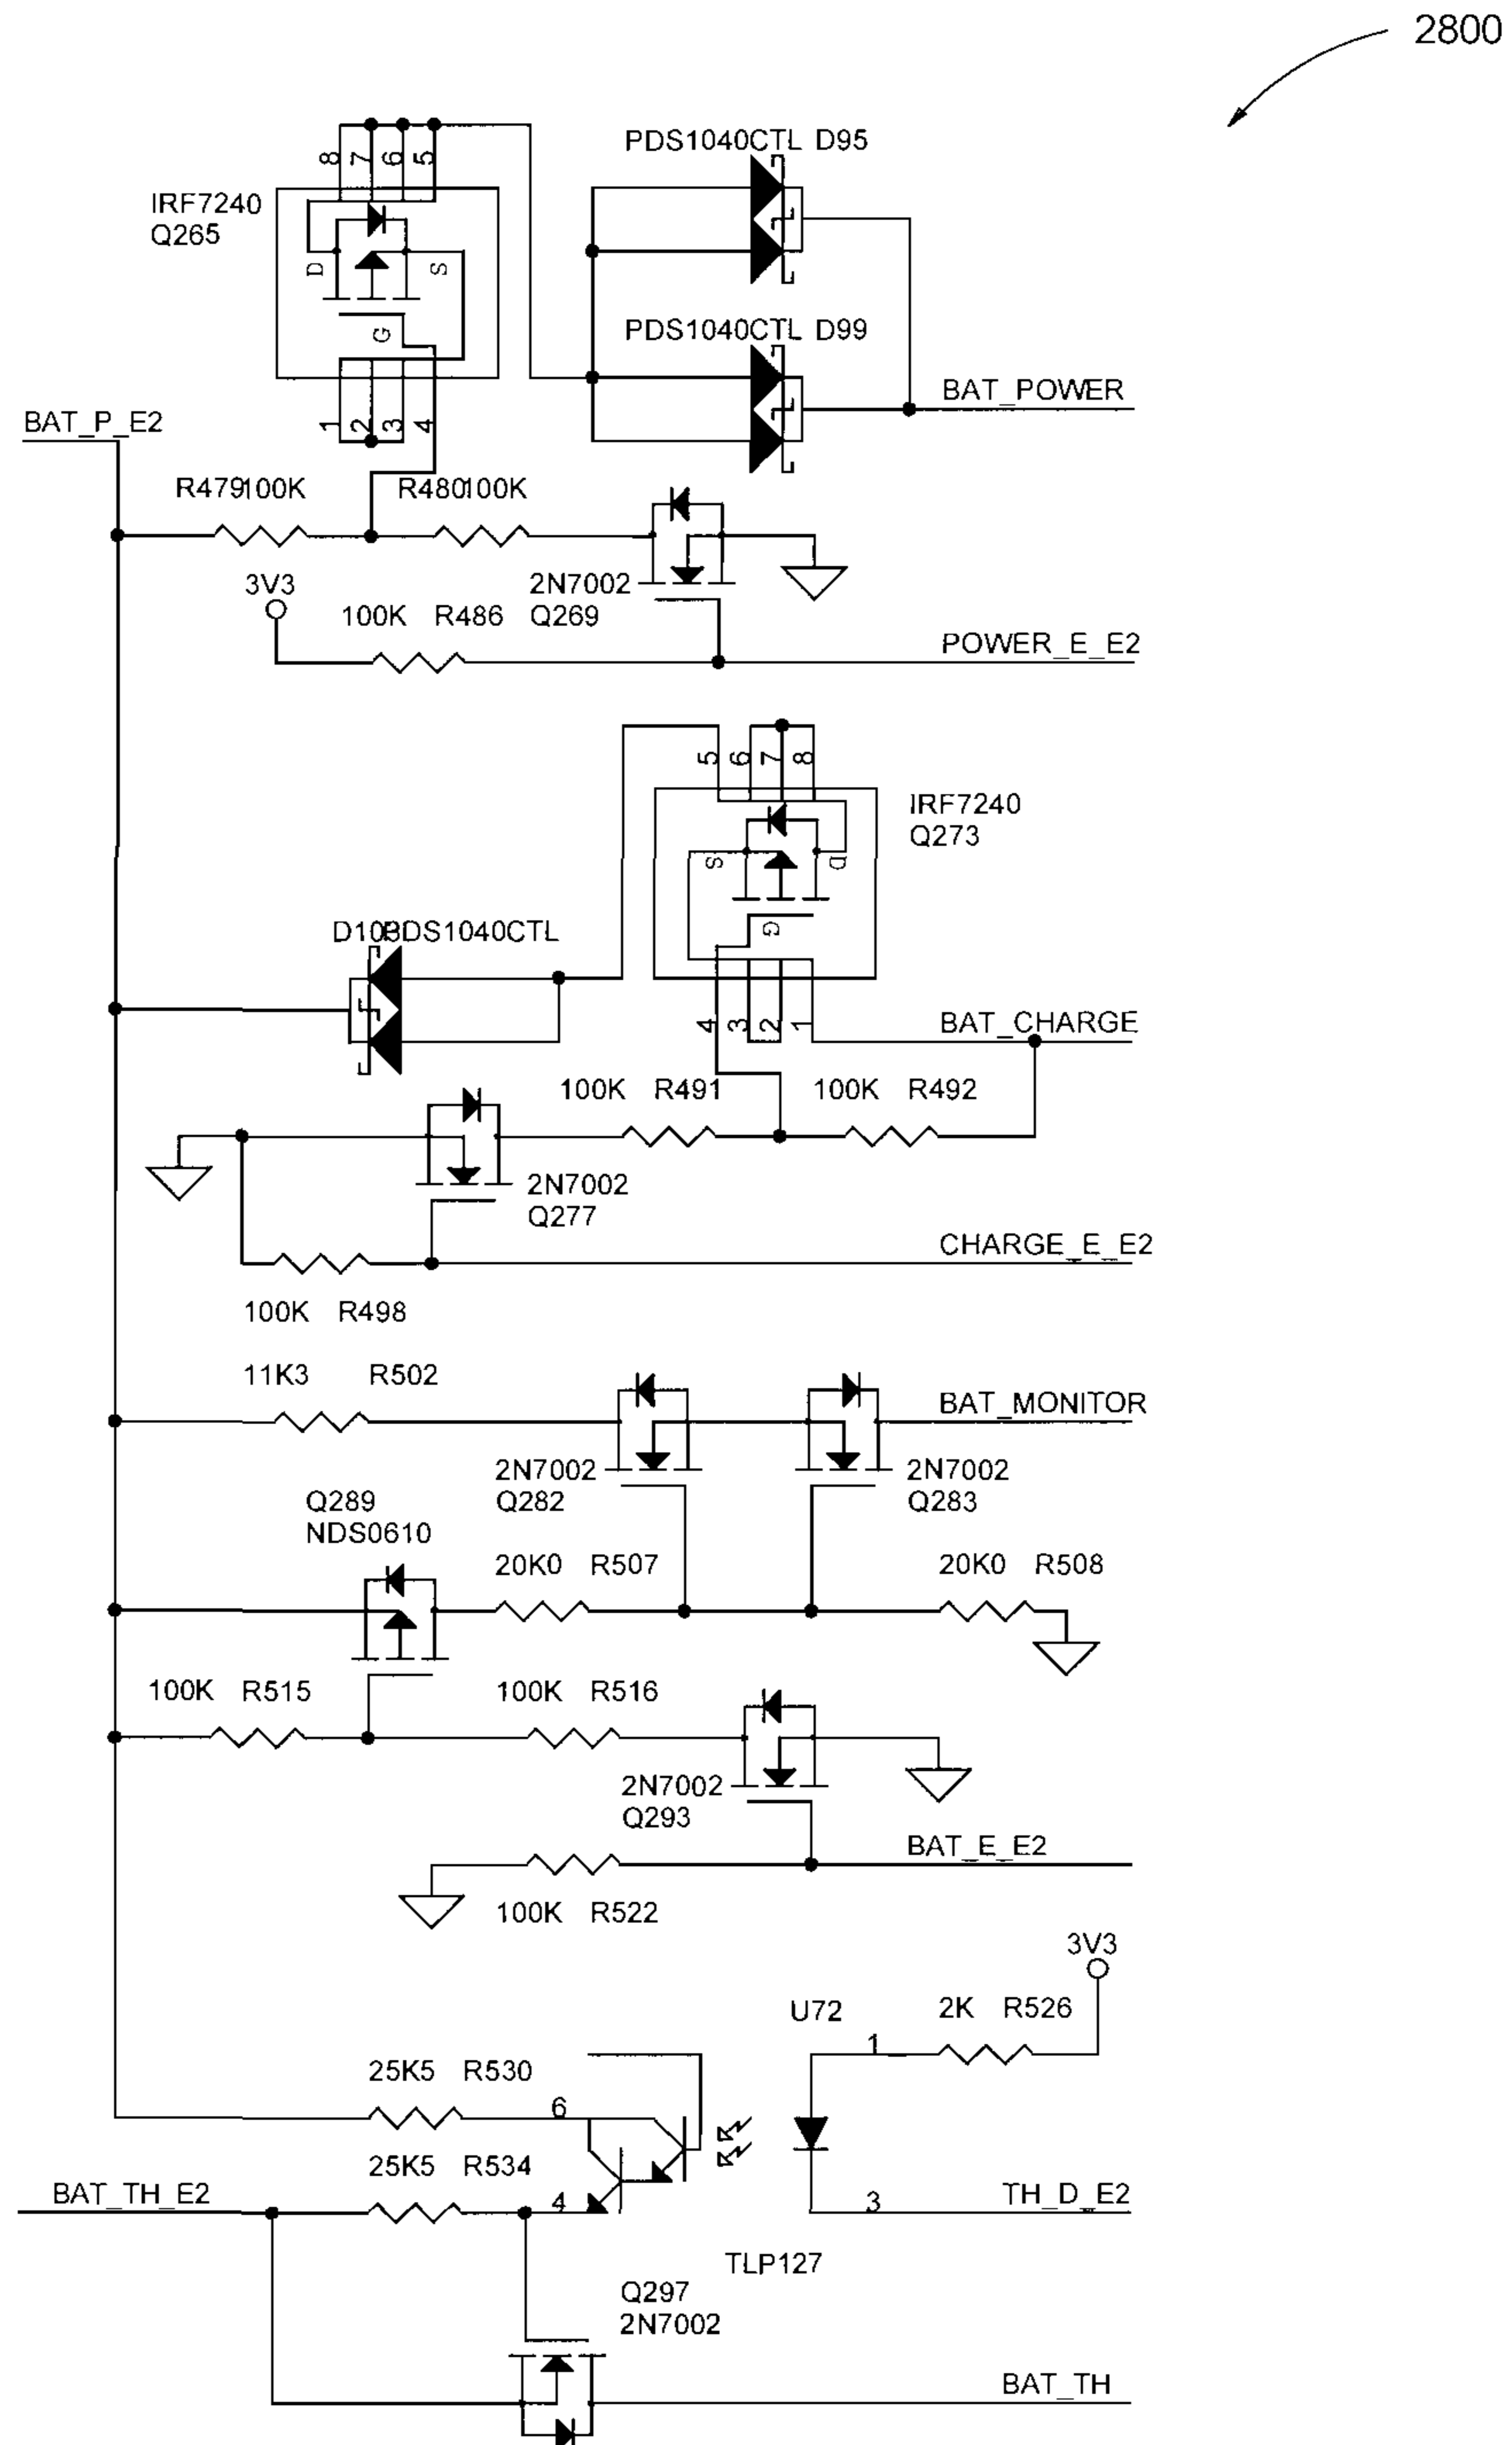 2800
PDS1040CTL D95
8 7 6 5
IRF7240
Q265
D S
G
PDS1040CTL D99
BAT_POWER
BAT_P_E2
1 2 3 4
R479100K R480100K
3V3
2N7002
Q269
100K R486
POWER_E_E2
5 6 7 8
IRF7240
Q273
S D
G
PDS1040CTL
4 3 2 1
BAT_CHARGE
100K R491 100K R492
2N7002
Q277
CHARGE_E_E2
100K R498
11K3 R502
BAT_MONITOR
2N7002
Q282
2N7002
Q283
Q289
NDS0610
20K0 R507 20K0 R508
100K R515 100K R516
2N7002
Q293
BAT_E_E2
100K R522
3V3
U72 2K R526
1
25K5 R530
6
25K5 R534
BAT_TH_E2
4
3
TH_D_E2
TLP127
Q297
2N7002
BAT_TH